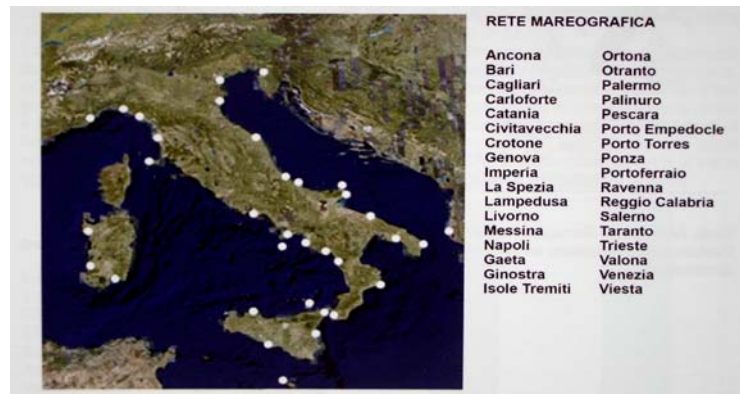 RETE MAREOGRAFICA
Ancona
Bari
Cagliari
Carloforte
Catania
Civitavecchia
Crotone
Genova
Imperia
La Spezia
Lampedusa
Livorno
Messina
Napoli
Gaeta
Ginostra
Isole Tremiti
Ortona
Otranto
Palermo
Palinuro
Pescara
Porto Empedocle
Porto Torres
Ponza
Portoferraio
Ravenna
Reggio Calabria
Salerno
Taranto
Trieste
Valona
Venezia
Viesta